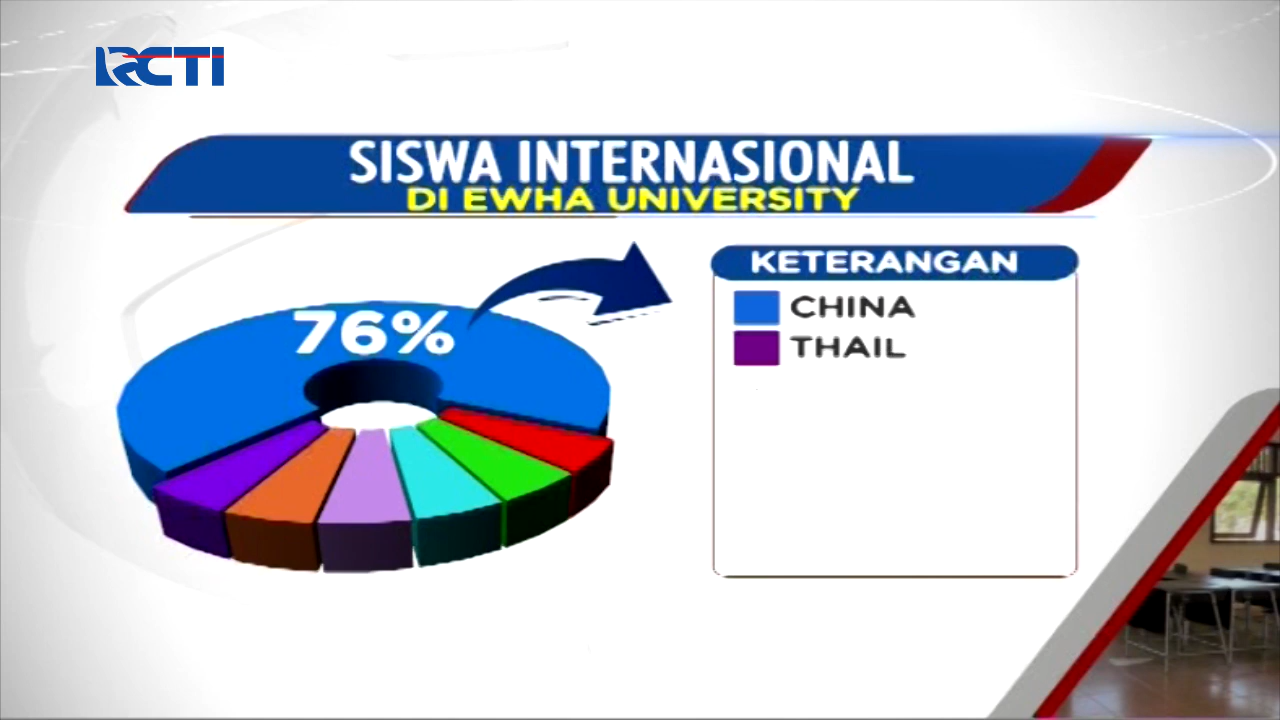 RCTI
SISWA INTERNASIONAL
DI EWHA UNIVERSITY
76%
KETERANGAN
CHINA
THAIL